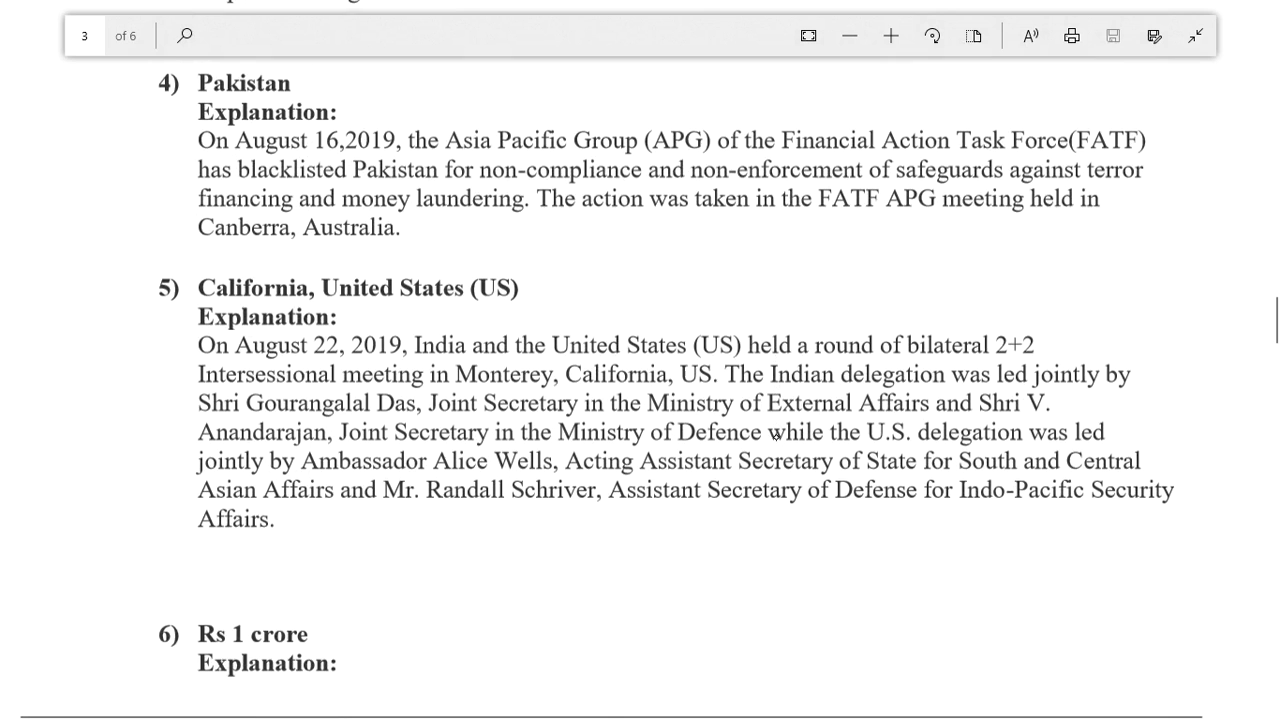 3 of 6
4) Pakistan
Explanation:
On August 16,2019, the Asia Pacific Group (APG) of the Financial Action Task Force(FATF)
has blacklisted Pakistan for non-compliance and non-enforcement of safeguards against terror
financing and money laundering. The action was taken in the FATF APG meeting held in
Canberra, Australia.
5) California, United States (US)
Explanation:
On August 22, 2019, India and the United States (US) held a round of bilateral 2+2
Intersessional meeting in Monterey, California, US. The Indian delegation was led jointly by
Shri Gourangalal Das, Joint Secretary in the Ministry of External Affairs and Shri V.
Anandarajan, Joint Secretary in the Ministry of Defence while the U.S. delegation was led
jointly by Ambassador Alice Wells, Acting Assistant Secretary of State for South and Central
Asian Affairs and Mr. Randall Schriver, Assistant Secretary of Defense for Indo-Pacific Security
Affairs.
6) Rs 1 crore
Explanation: